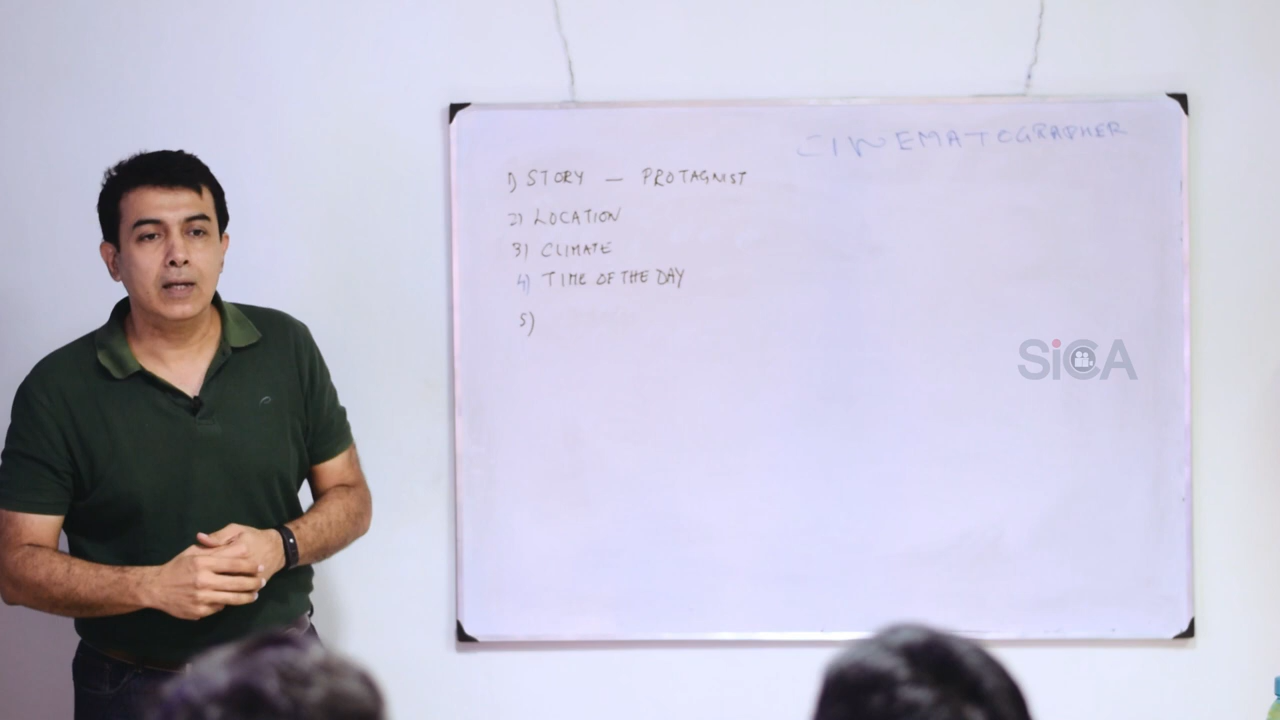 CINEMATOGRAPHER
1) STORY — PROTAGNIST
2) LOCATION
3) CLIMATE
4) TIME OF THE DAY
5)
SiCA